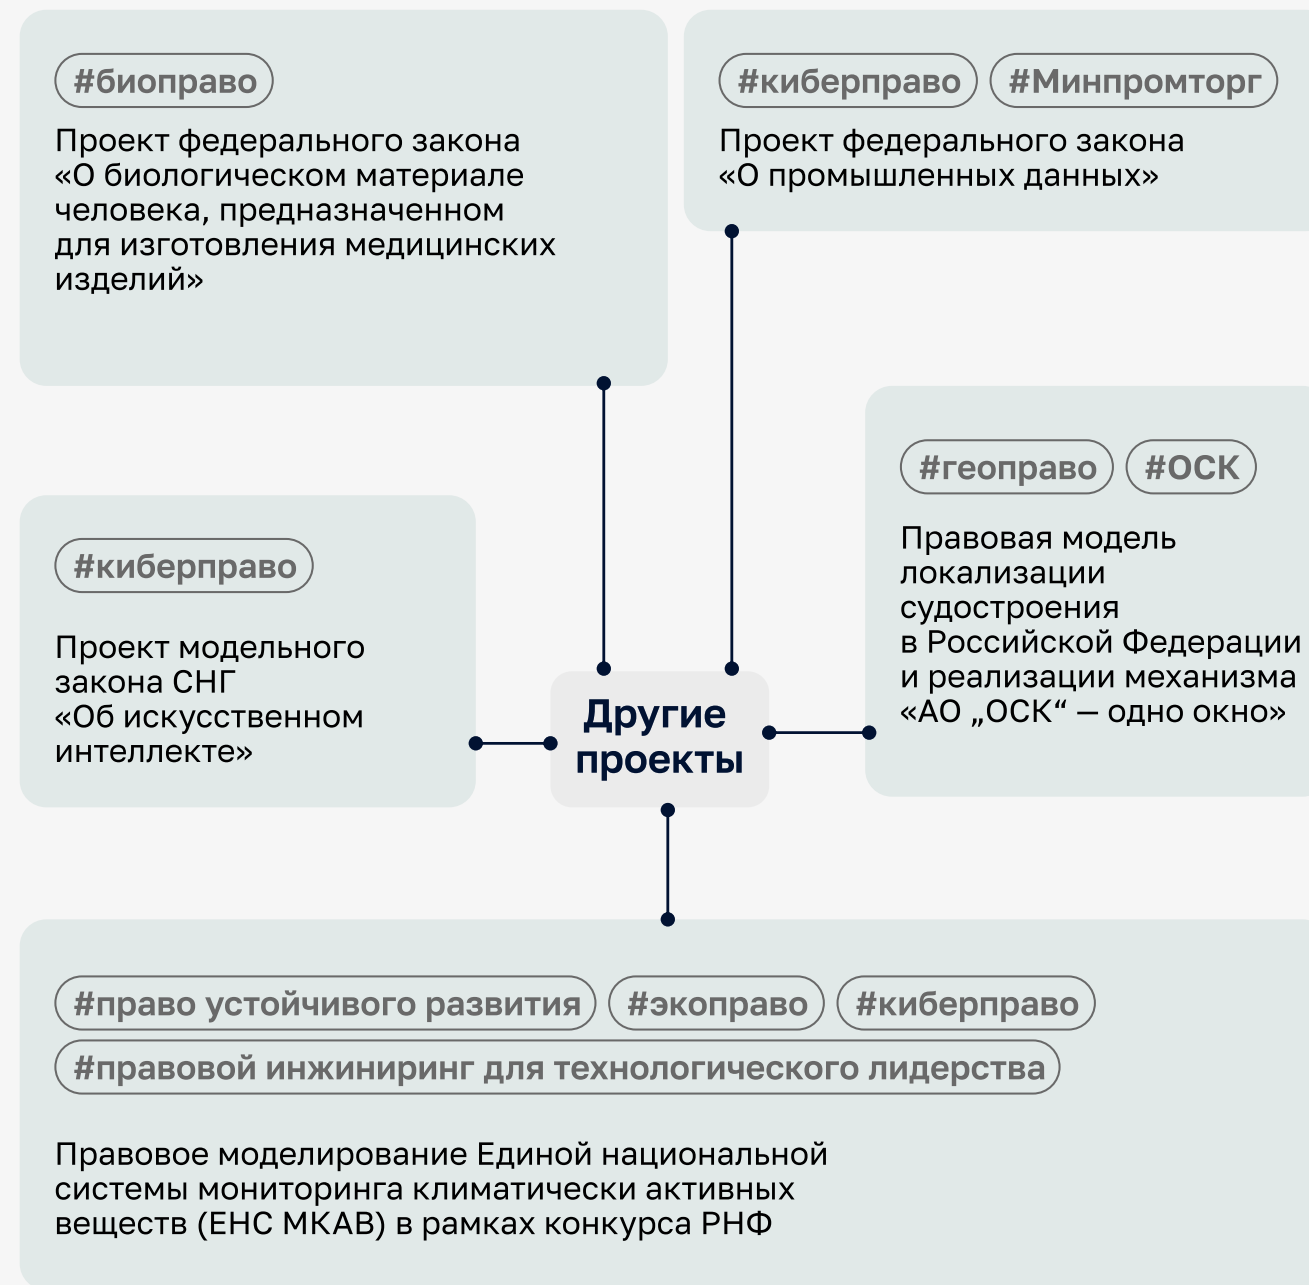 #биоправо
Проект федерального закона
«О биологическом материале
человека, предназначенном
для изготовления медицинских
изделий»
#киберправо #Минпромторг
Проект федерального закона
«О промышленных данных»
#геоправо #ОСК
Правовая модель
локализации
судостроения
в Российской Федерации
и реализации механизма
«АО „ОСК“ — одно окно»
#киберправо
Проект модельного
закона СНГ
«Об искусственном
интеллекте»
Другие
проекты
#право устойчивого развития #экоправо #киберправо
#правовой инжиниринг для технологического лидерства
Правовое моделирование Единой национальной
системы мониторинга климатически активных
веществ (ЕНС МКАВ) в рамках конкурса РНФ